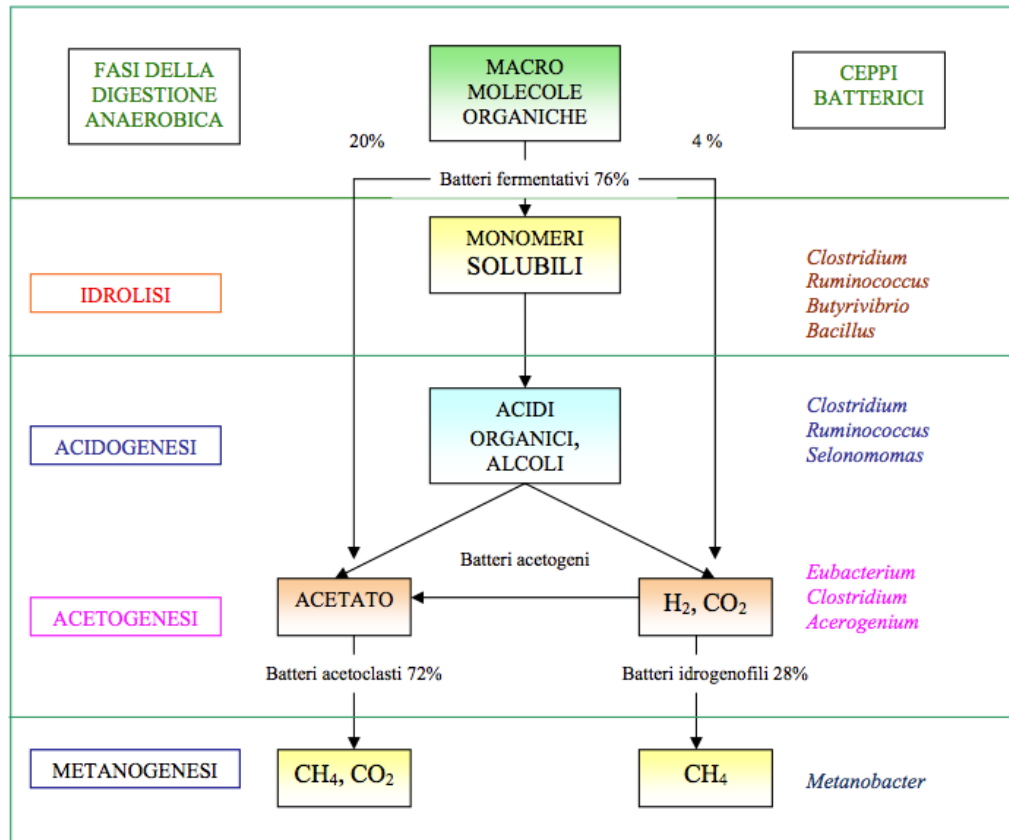 FASI DELLA
DIGESTIONE
ANAEROBICA
MACRO
MOLECOLE
ORGANICHE
CEPPI
BATTERICI
20%
4 %
Batteri fermentativi 76%
MONOMERI
SOLUBILI
IDROLISI
Clostridium
Ruminococcus
Butyrivibrio
Bacillus
ACIDOGENESI
ACIDI
ORGANICI,
ALCOLI
Clostridium
Ruminococcus
Selonomomas
Batteri acetogeni
ACETOGENESI
ACETATO
H₂, CO₂
Eubacterium
Clostridium
Acerogenium
Batteri acetoclasti 72%
Batteri idrogenofili 28%
METANOGENESI
CH₄, CO₂
CH₄
Metanobacter